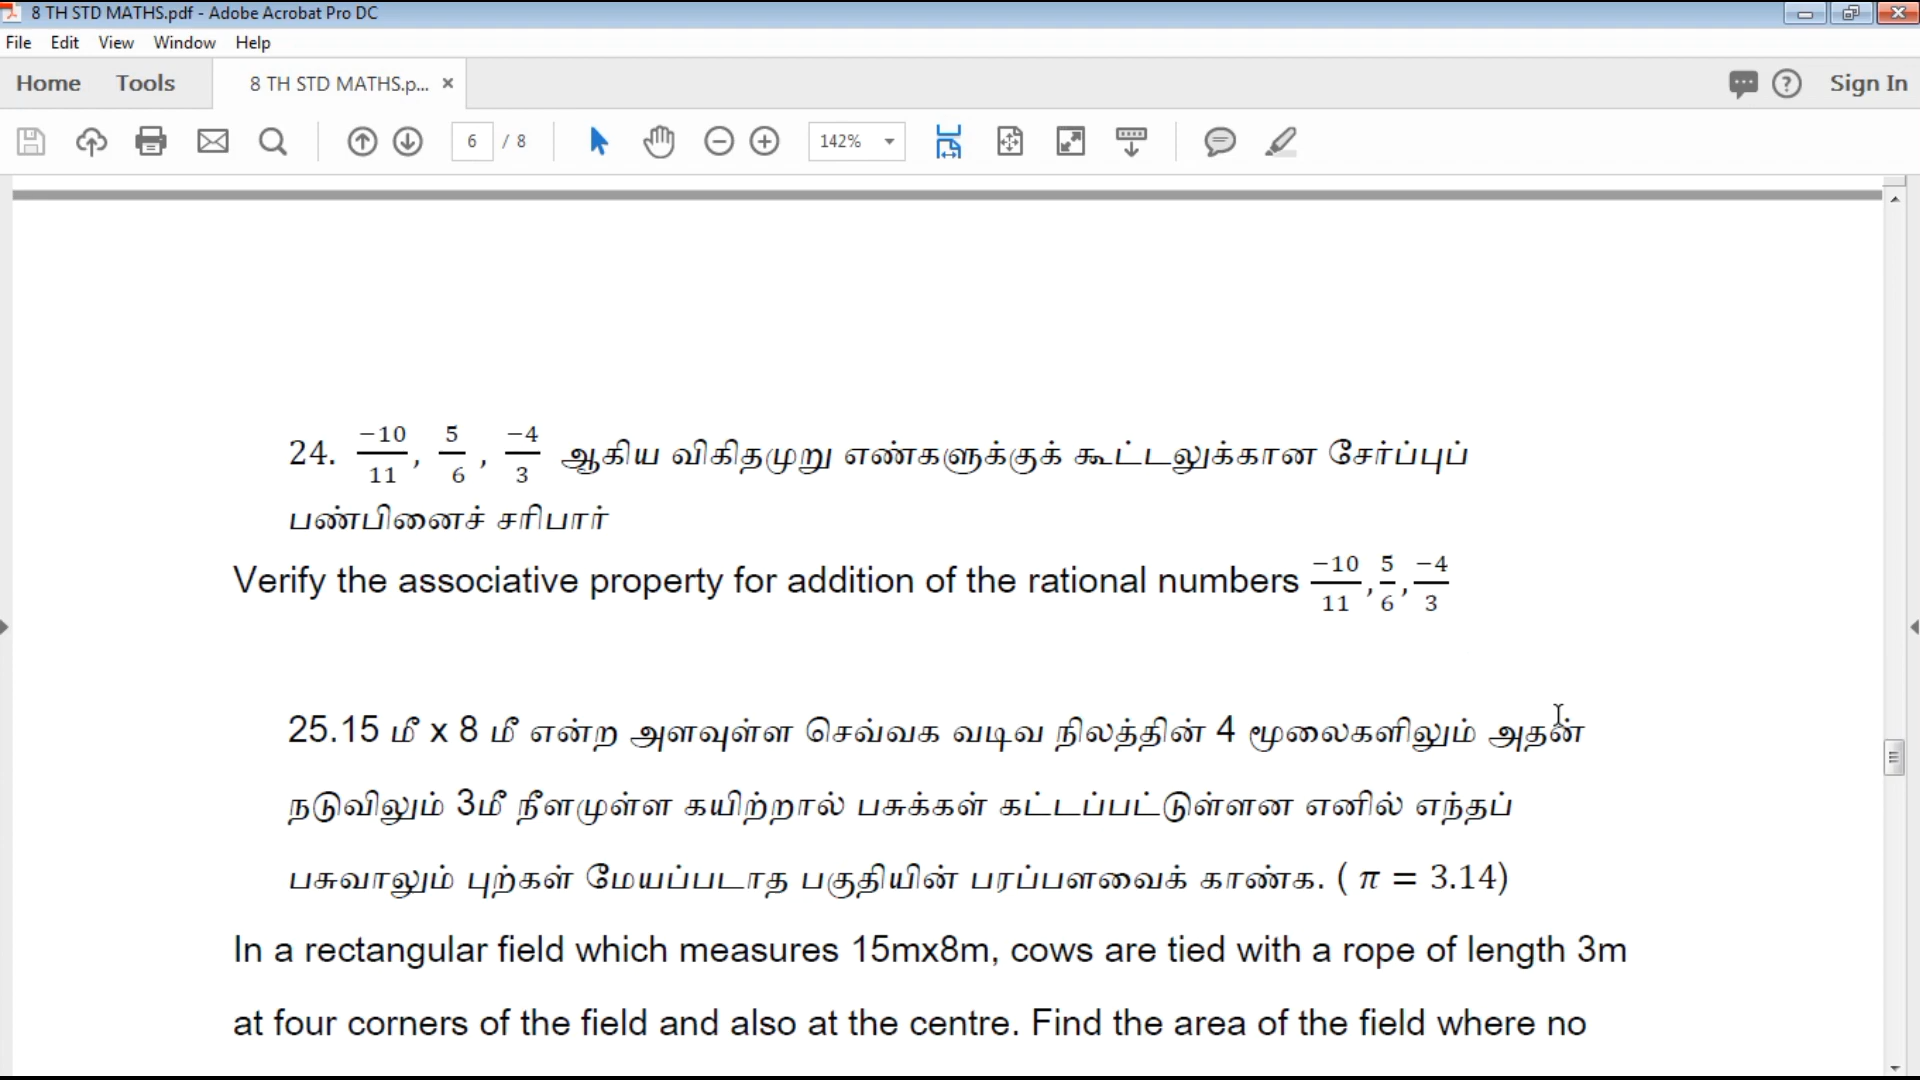 8 TH STD MATHS.pdf - Adobe Acrobat Pro DC
File Edit View Window Help
Home Tools 8 TH STD MATHS.p... × Sign In
6 / 8 142%
24. −10/11, 5/6, −4/3 ஆகிய விகிதமுறு எண்களுக்குக் கூட்டலுக்கான சேர்ப்புப்
பண்பினைச் சரிபார்
Verify the associative property for addition of the rational numbers −10/11, 5/6, −4/3
25.15 மீ x 8 மீ என்ற அளவுள்ள செவ்வக வடிவ நிலத்தின் 4 மூலைகளிலும் அதன்
நடுவிலும் 3மீ நீளமுள்ள கயிற்றால் பசுக்கள் கட்டப்பட்டுள்ளன எனில் எந்தப்
பசுவாலும் புற்கள் மேயப்படாத பகுதியின் பரப்பளவைக் காண்க. ( π = 3.14)
In a rectangular field which measures 15mx8m, cows are tied with a rope of length 3m
at four corners of the field and also at the centre. Find the area of the field where no